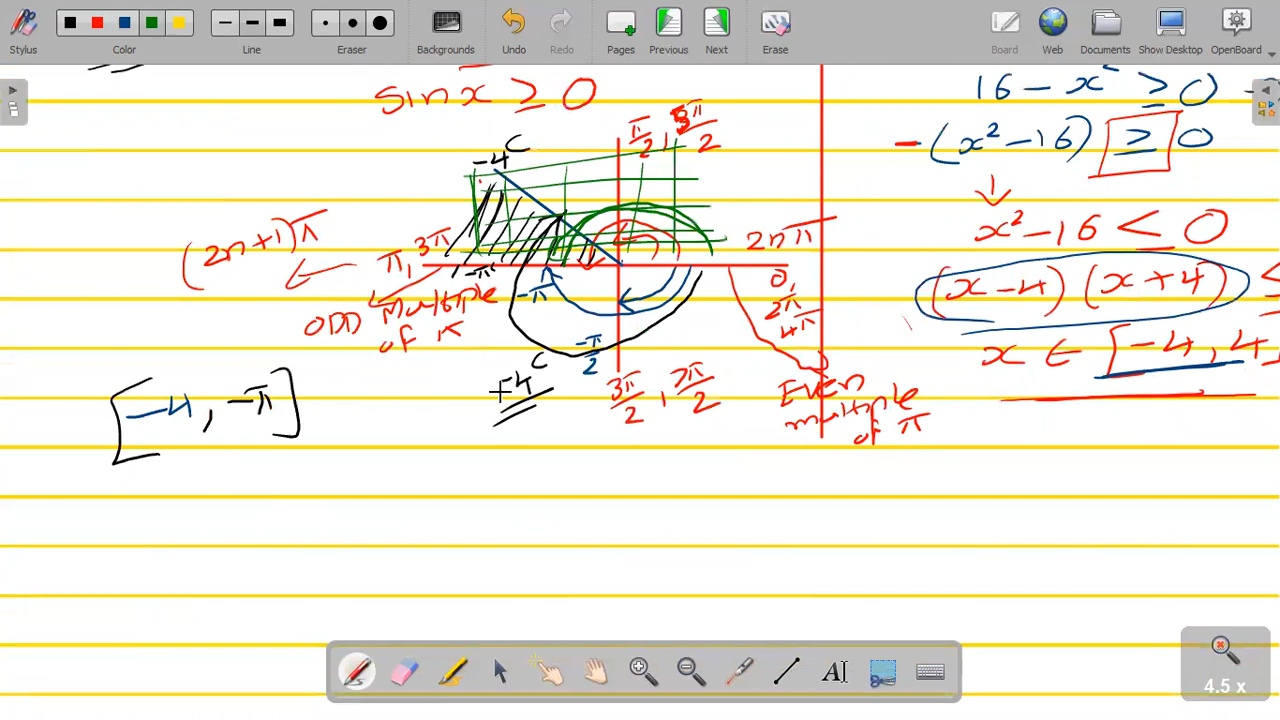 Stylus Color Line Eraser Backgrounds Undo Redo Pages Previous Next Erase Board Web Documents Show Desktop OpenBoard
sin x ≥ 0
π/2, 5π/2
-4ᶜ
(2n+1)π
π, 3π
-π
-π
2nπ
0,
2π
4π
ODD Multiple
of π
-π/2
-4ᶜ
3π/2, 7π/2
Even
multiple
of π
[-4, -π]
16 - x² ≥ 0
-(x² - 16) ≥ 0
x² - 16 ≤ 0
(x-4) (x+4) ≤
x ∈ [-4, 4
4.5 x